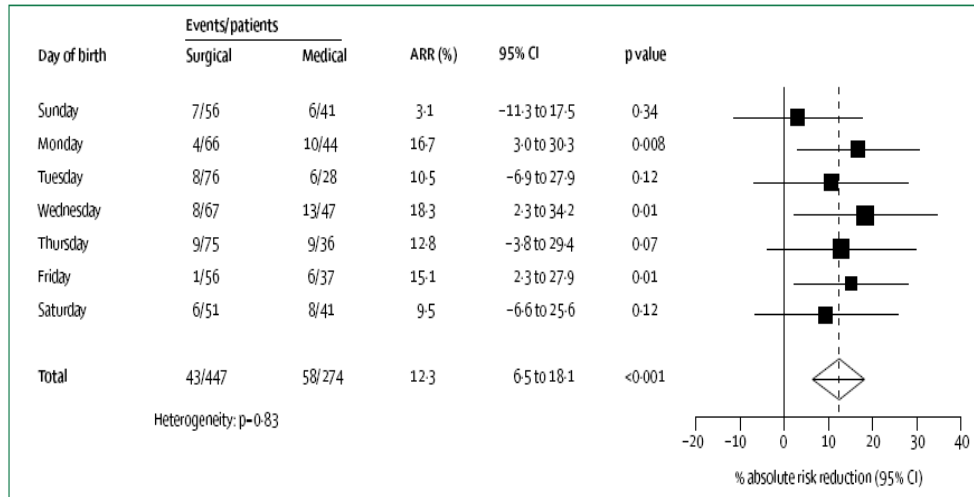 Events/patients
Day of birth Surgical Medical ARR (%) 95% CI p value
Sunday 7/56 6/41 3·1 −11·3 to 17·5 0·34
Monday 4/66 10/44 16·7 3·0 to 30·3 0·008
Tuesday 8/76 6/28 10·5 −6·9 to 27·9 0·12
Wednesday 8/67 13/47 18·3 2·3 to 34·2 0·01
Thursday 9/75 9/36 12·8 −3·8 to 29·4 0·07
Friday 1/56 6/37 15·1 2·3 to 27·9 0·01
Saturday 6/51 8/41 9·5 −6·6 to 25·6 0·12
Total 43/447 58/274 12·3 6·5 to 18·1 <0·001
Heterogeneity: p=0·83
−20 −10 0 10 20 30 40
% absolute risk reduction (95% CI)